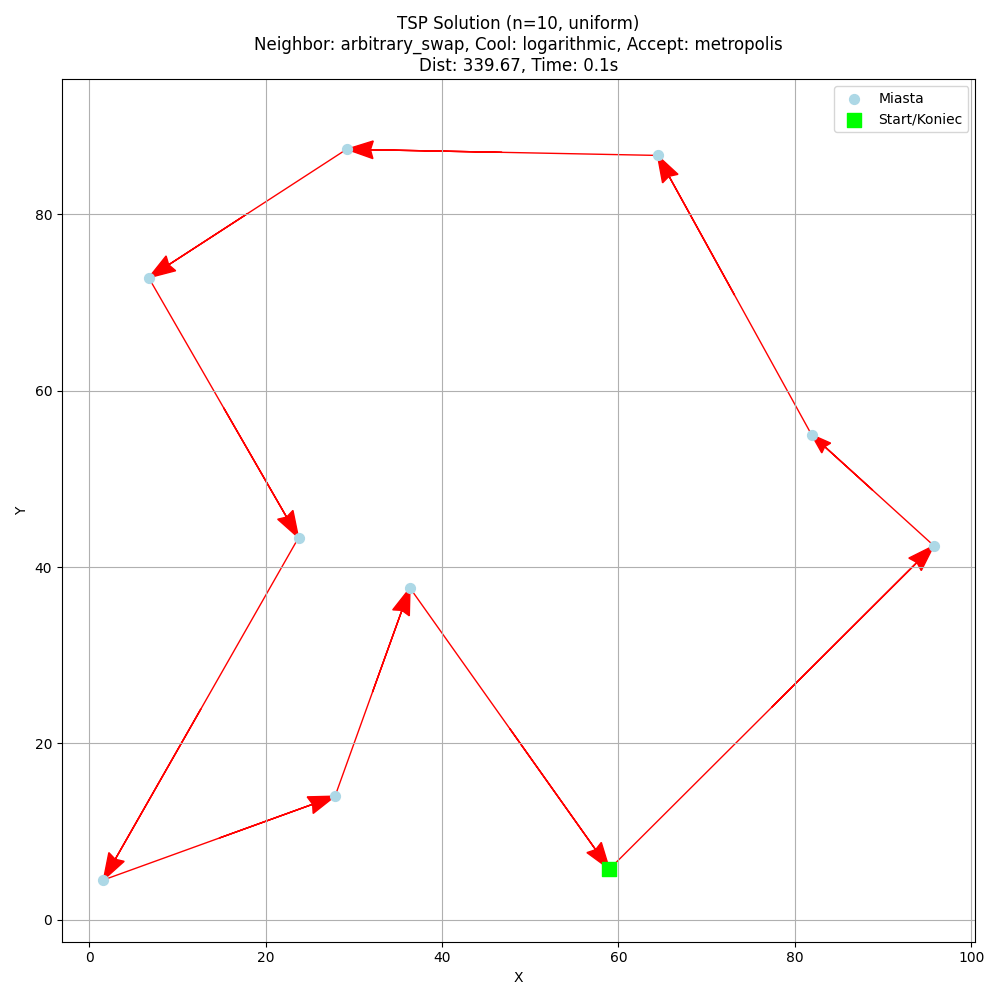 TSP Solution (n=10, uniform)
Neighbor: arbitrary_swap, Cool: logarithmic, Accept: metropolis
Dist: 339.67, Time: 0.1s
Miasta
Start/Koniec
80
60
40
20
0
Y
0 20 40 60 80 100
X